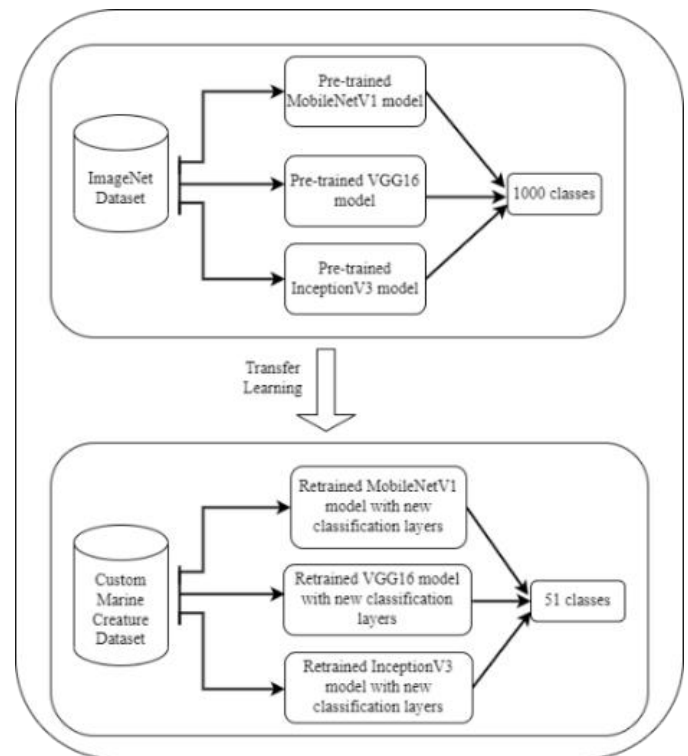 Pre-trained
MobileNetV1 model
ImageNet
Dataset
Pre-trained VGG16
model
1000 classes
Pre-trained
InceptionV3 model
Transfer
Learning
Retrained MobileNetV1
model with new
classification layers
Custom
Marine
Creature
Dataset
Retrained VGG16 model
with new classification
layers
51 classes
Retrained InceptionV3
model with new
classification layers